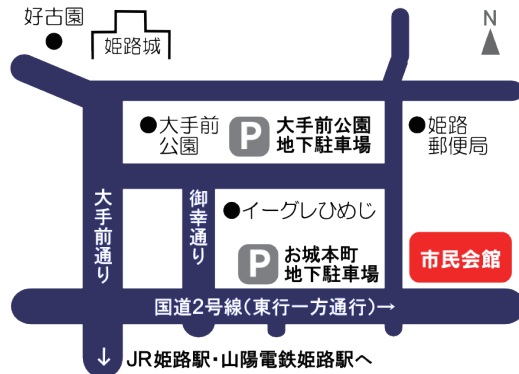 好古園
姫路城
N
●大手前
公園
P
大手前公園
地下駐車場
●姫路
郵便局
大手前通り
御幸通り
●イーグレひめじ
P
お城本町
地下駐車場
市民会館
国道2号線(東行一方通行)→
↓ JR姫路駅・山陽電鉄姫路駅へ